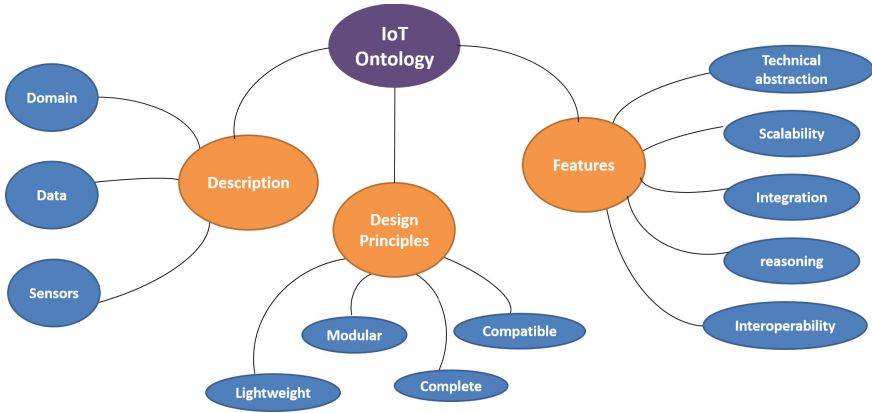 IoT
Ontology
Description
Domain
Data
Sensors
Design
Principles
Lightweight
Modular
Complete
Compatible
Features
Technical
abstraction
Scalability
Integration
reasoning
Interoperability